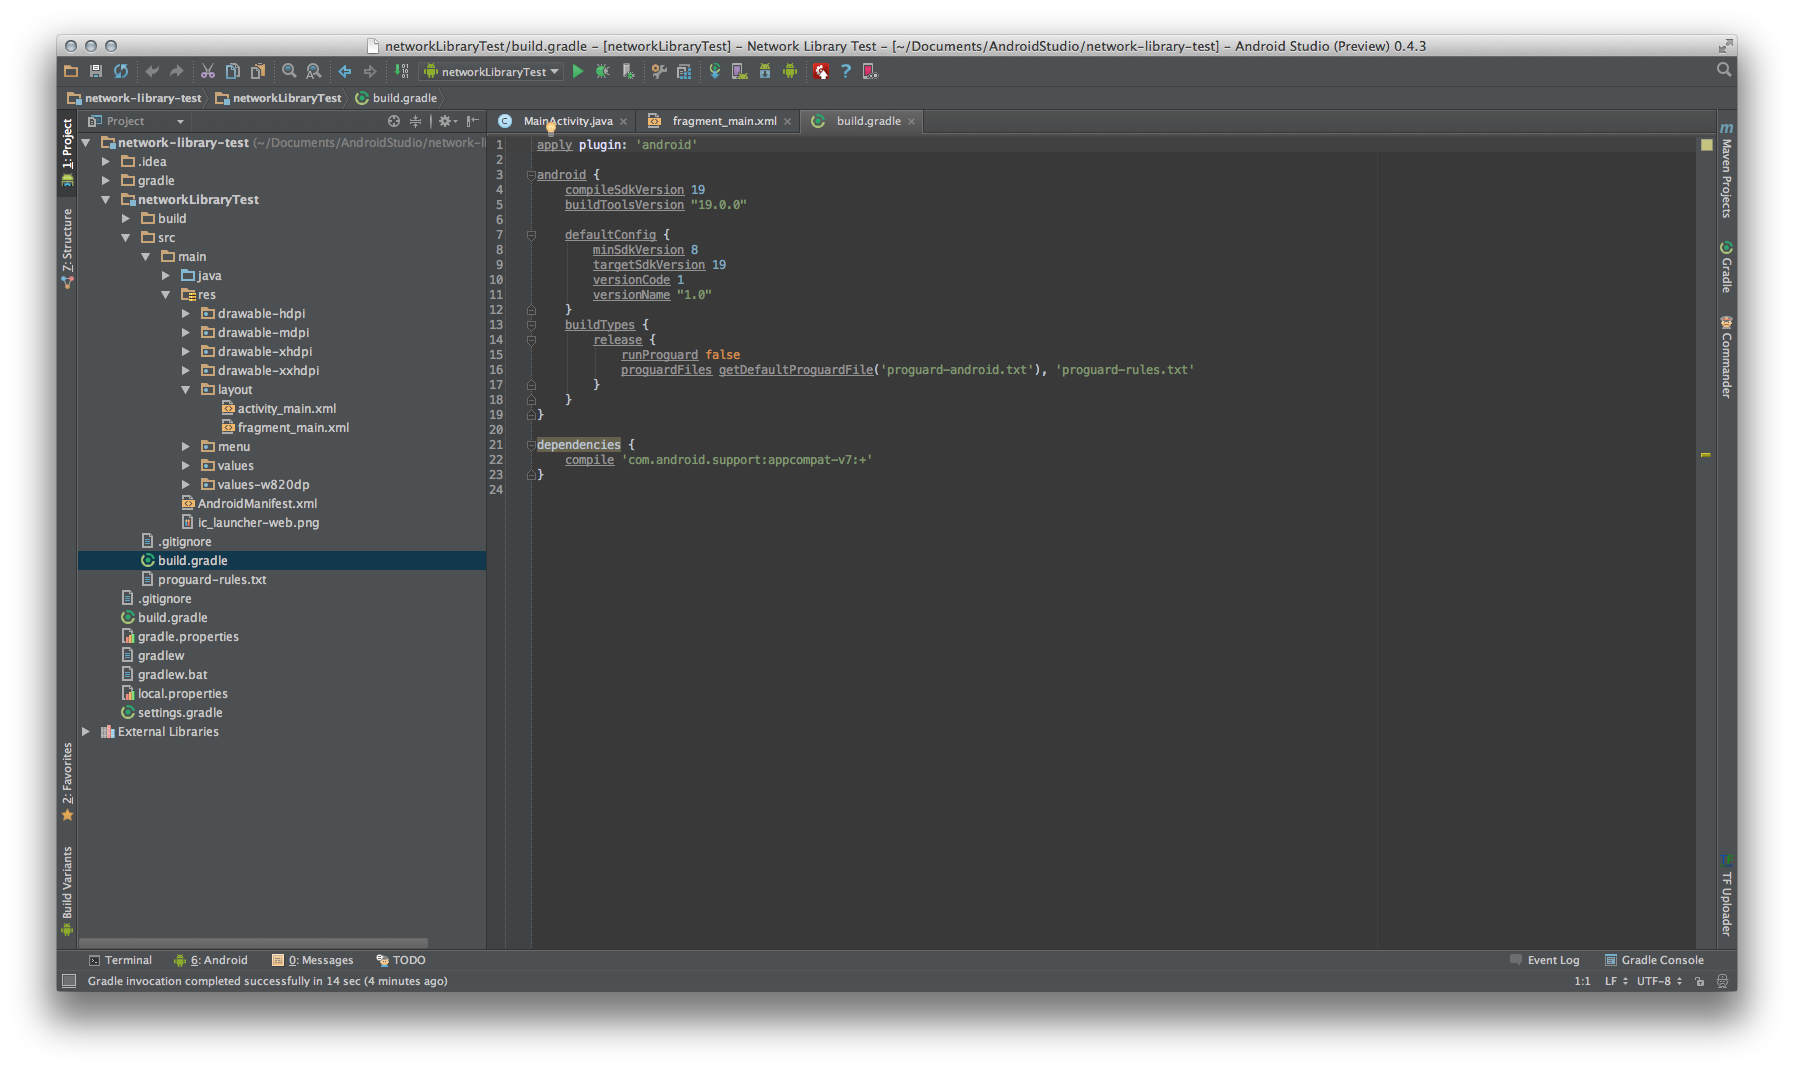 networkLibraryTest/build.gradle – [networkLibraryTest] – Network Library Test – [~/Documents/AndroidStudio/network-library-test] – Android Studio (Preview) 0.4.3
networkLibraryTest
network-library-test networkLibraryTest build.gradle
Project
MainActivity.java fragment_main.xml build.gradle
1: Project
Z: Structure
2: Favorites
Build Variants
network-library-test (~/Documents/AndroidStudio/network-l
.idea
gradle
networkLibraryTest
build
src
main
java
res
drawable-hdpi
drawable-mdpi
drawable-xhdpi
drawable-xxhdpi
layout
activity_main.xml
fragment_main.xml
menu
values
values-w820dp
AndroidManifest.xml
ic_launcher-web.png
.gitignore
build.gradle
proguard-rules.txt
.gitignore
build.gradle
gradle.properties
gradlew
gradlew.bat
local.properties
settings.gradle
External Libraries
1 apply plugin: 'android'
2
3 android {
4 compileSdkVersion 19
5 buildToolsVersion "19.0.0"
6
7 defaultConfig {
8 minSdkVersion 8
9 targetSdkVersion 19
10 versionCode 1
11 versionName "1.0"
12 }
13 buildTypes {
14 release {
15 runProguard false
16 proguardFiles getDefaultProguardFile('proguard-android.txt'), 'proguard-rules.txt'
17 }
18 }
19 }
20
21 dependencies {
22 compile 'com.android.support:appcompat-v7:+'
23 }
24
m
Maven Projects
Gradle
Commander
TF Uploader
Terminal 6: Android 0: Messages TODO Event Log Gradle Console
Gradle invocation completed successfully in 14 sec (4 minutes ago) 1:1 LF UTF-8